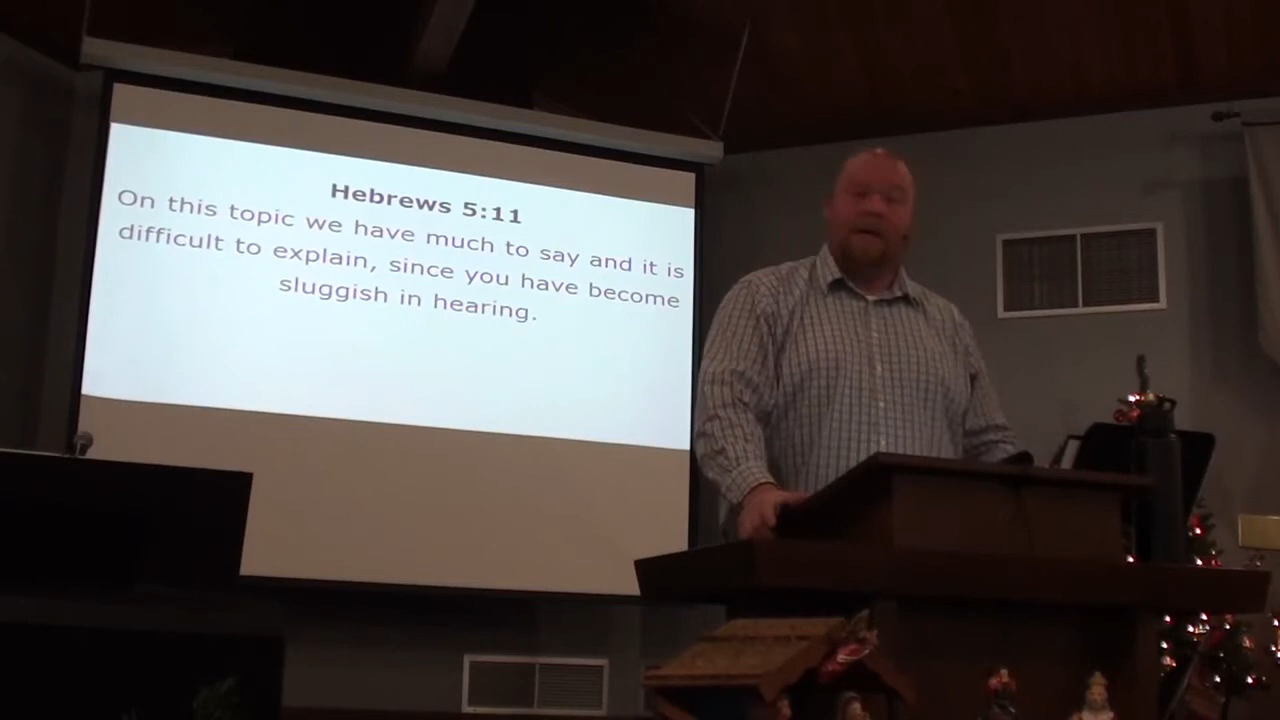 Hebrews 5:11
On this topic we have much to say and it is
difficult to explain, since you have become
sluggish in hearing.